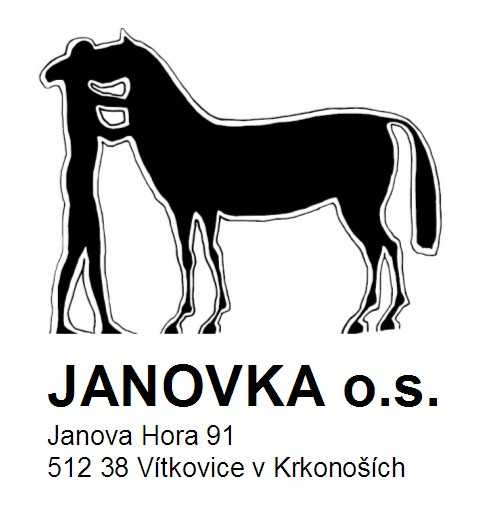 JANOVKA o.s.
Janova Hora 91
512 38 Vítkovice v Krkonoších